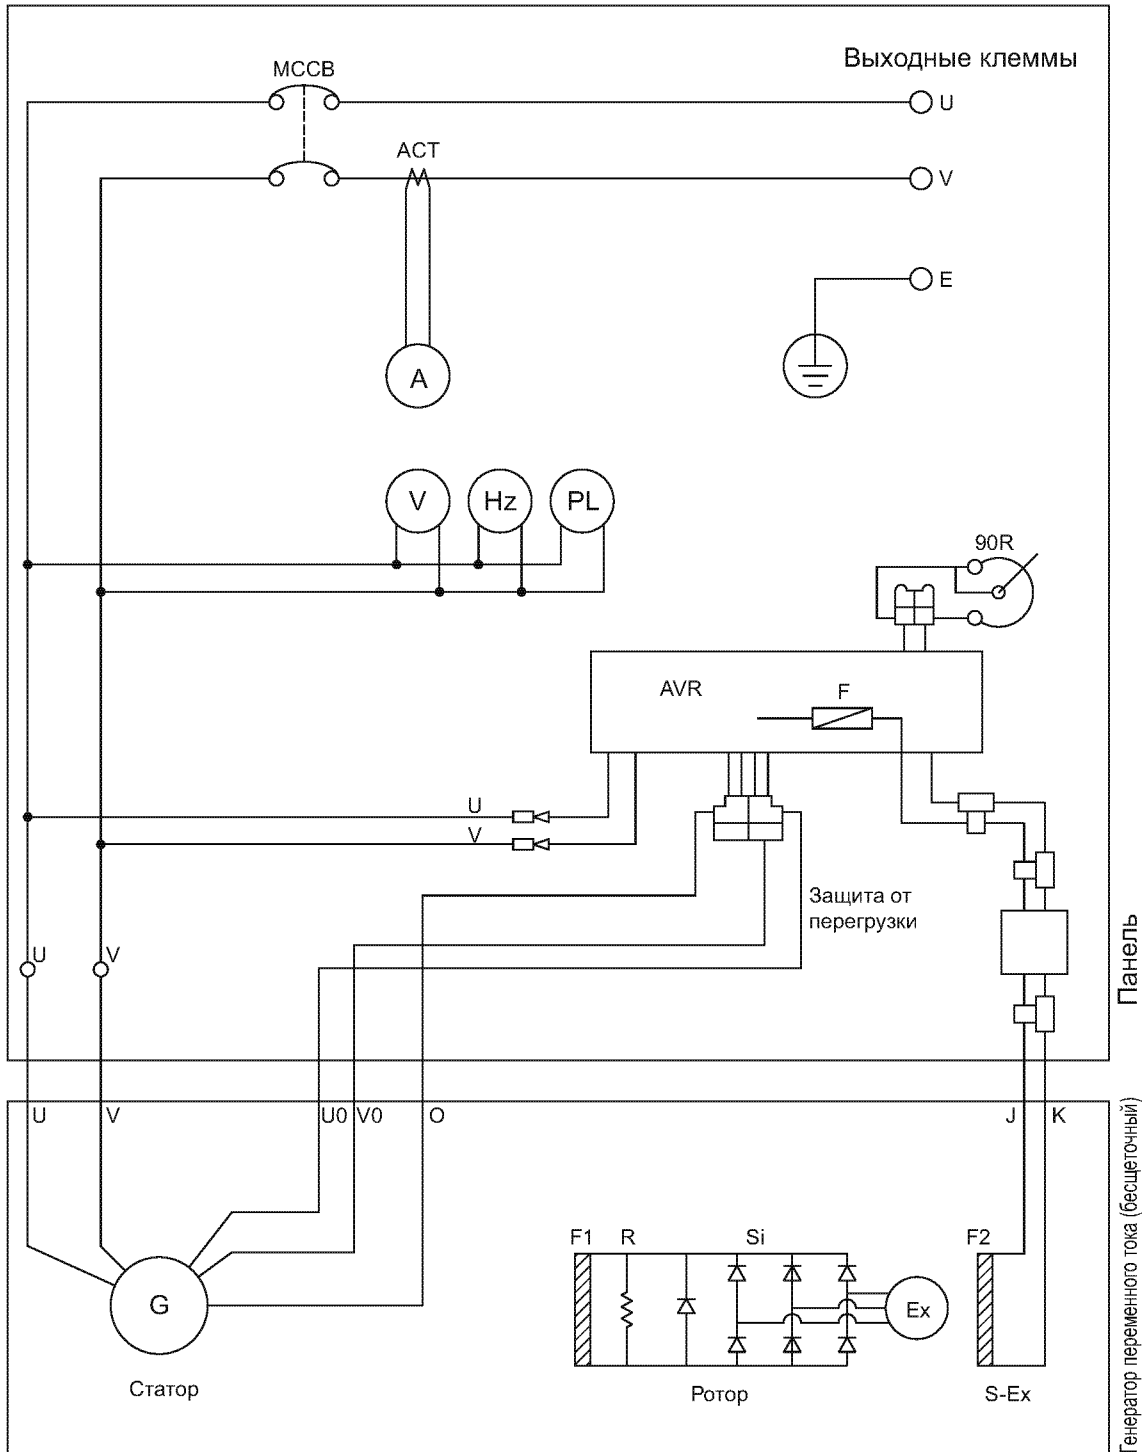 Выходные клеммы
MCCB
U
ACT
V
E
A
V
Hz
PL
90R
AVR
F
U
V
Защита от
перегрузки
U
V
Панель
U
V
U0
V0
O
J
K
F1
R
Si
F2
G
Ex
Статор
Ротор
S-Ex
Генератор переменного тока (бесщеточный)